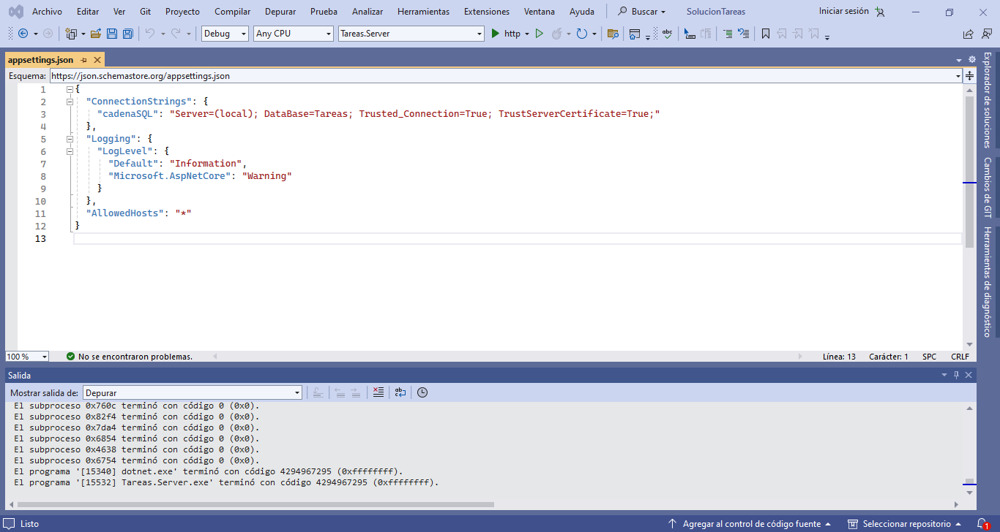 Archivo Editar Ver Git Proyecto Compilar Depurar Prueba Analizar Herramientas Extensiones Ventana Ayuda Buscar SolucionTareas Iniciar sesión
Debug Any CPU Tareas.Server http
appsettings.json
Esquema: https://json.schemastore.org/appsettings.json
1 {
2 "ConnectionStrings": {
3 "cadenaSQL": "Server=(local); DataBase=Tareas; Trusted_Connection=True; TrustServerCertificate=True;"
4 },
5 "Logging": {
6 "LogLevel": {
7 "Default": "Information",
8 "Microsoft.AspNetCore": "Warning"
9 }
10 },
11 "AllowedHosts": "*"
12 }
13
Explorador de soluciones
Cambios de GIT
Herramientas de diagnóstico
100 % No se encontraron problemas. Línea: 13 Carácter: 1 SPC CRLF
Salida
Mostrar salida de: Depurar
El subproceso 0x760c terminó con código 0 (0x0).
El subproceso 0x82f4 terminó con código 0 (0x0).
El subproceso 0x7da4 terminó con código 0 (0x0).
El subproceso 0x6854 terminó con código 0 (0x0).
El subproceso 0x4638 terminó con código 0 (0x0).
El subproceso 0x6754 terminó con código 0 (0x0).
El programa '[15340] dotnet.exe' terminó con código 4294967295 (0xffffffff).
El programa '[15532] Tareas.Server.exe' terminó con código 4294967295 (0xffffffff).
Listo Agregar al control de código fuente Seleccionar repositorio 1